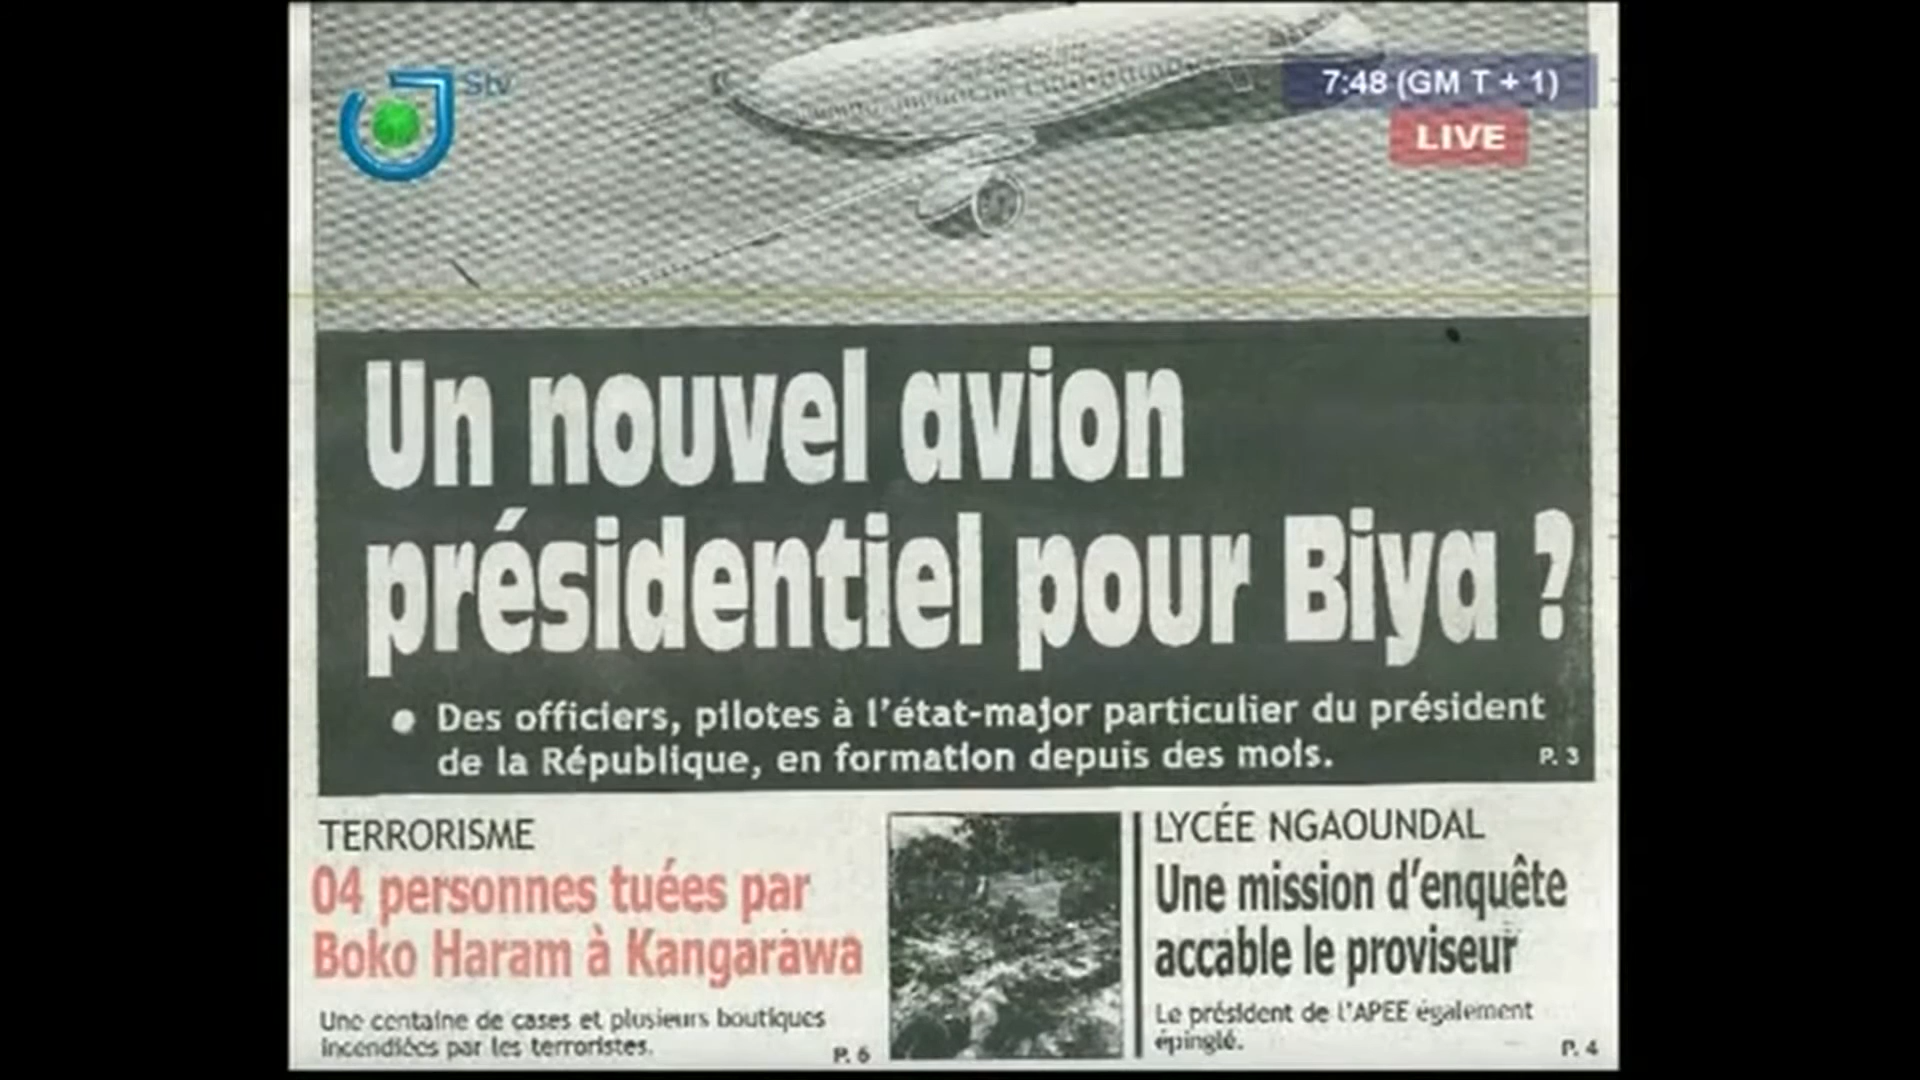 Stv
7:48 (GM T + 1)
LIVE
Un nouvel avion
présidentiel pour Biya ?
Des officiers, pilotes à l'état-major particulier du président
de la République, en formation depuis des mois.
P. 3
TERRORISME
04 personnes tuées par
Boko Haram à Kangarawa
Une centaine de cases et plusieurs boutiques
incendiées par les terroristes.
P. 6
LYCÉE NGAOUNDAL
Une mission d'enquête
accable le proviseur
Le président de l'APEE également
épinglé.
P. 4